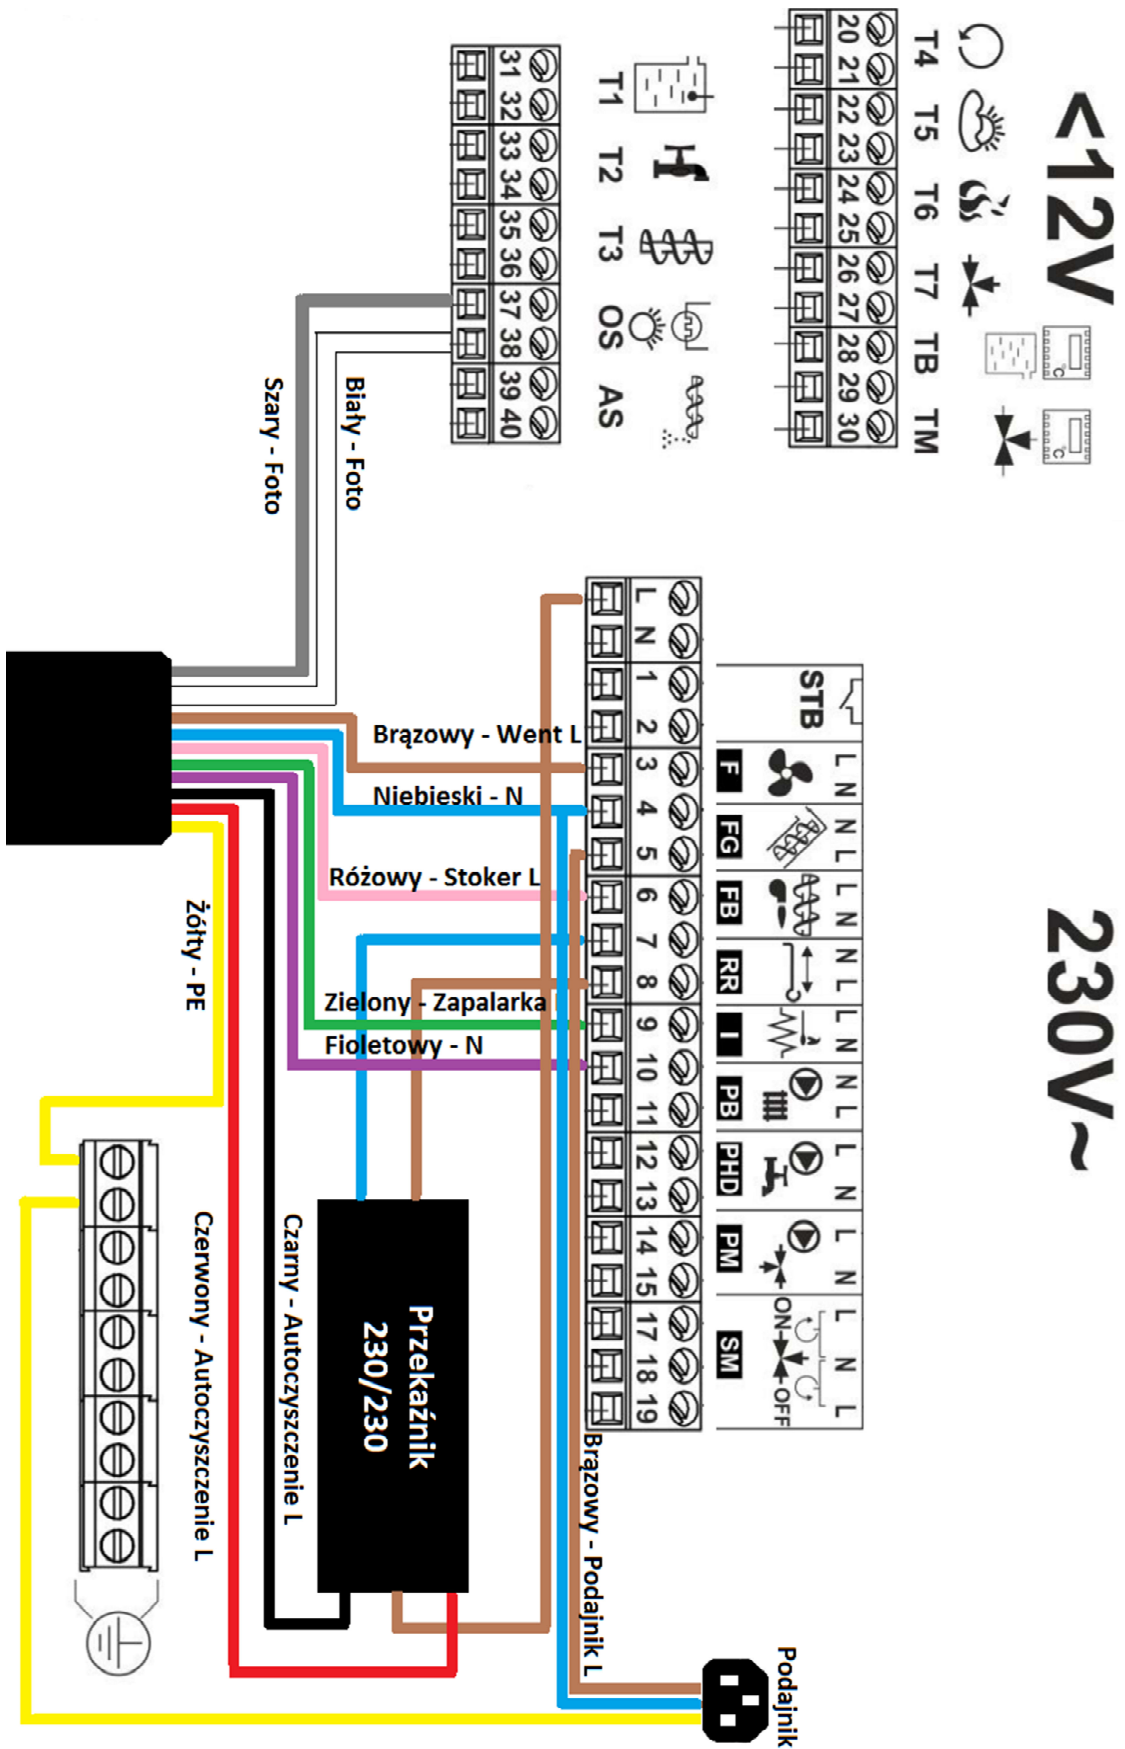 <12V
230V~
T4
T5
T6
T7
TB
TM
°C
°C
20
21
22
23
24
25
26
27
28
29
30
T1
T2
T3
OS
AS
31
32
33
34
35
36
37
38
39
40
Biały - Foto
Szary - Foto
STB
L N
N L
L N
N L
L N
N L
L N
L N
L N L
F
FG
FB
RR
I
PB
PHD
PM
SM
ON
OFF
L
N
1
2
3
4
5
6
7
8
9
10
11
12
13
14
15
17
18
19
Brązowy - Went L
Niebieski - N
Różowy - Stoker L
Zielony - Zapalarka
Fioletowy - N
Żółty - PE
Czerwony - Autoczyszczenie L
Czarny - Autoczyszczenie L
Przekaźnik
230/230
Brązowy - Podajnik L
Podajnik